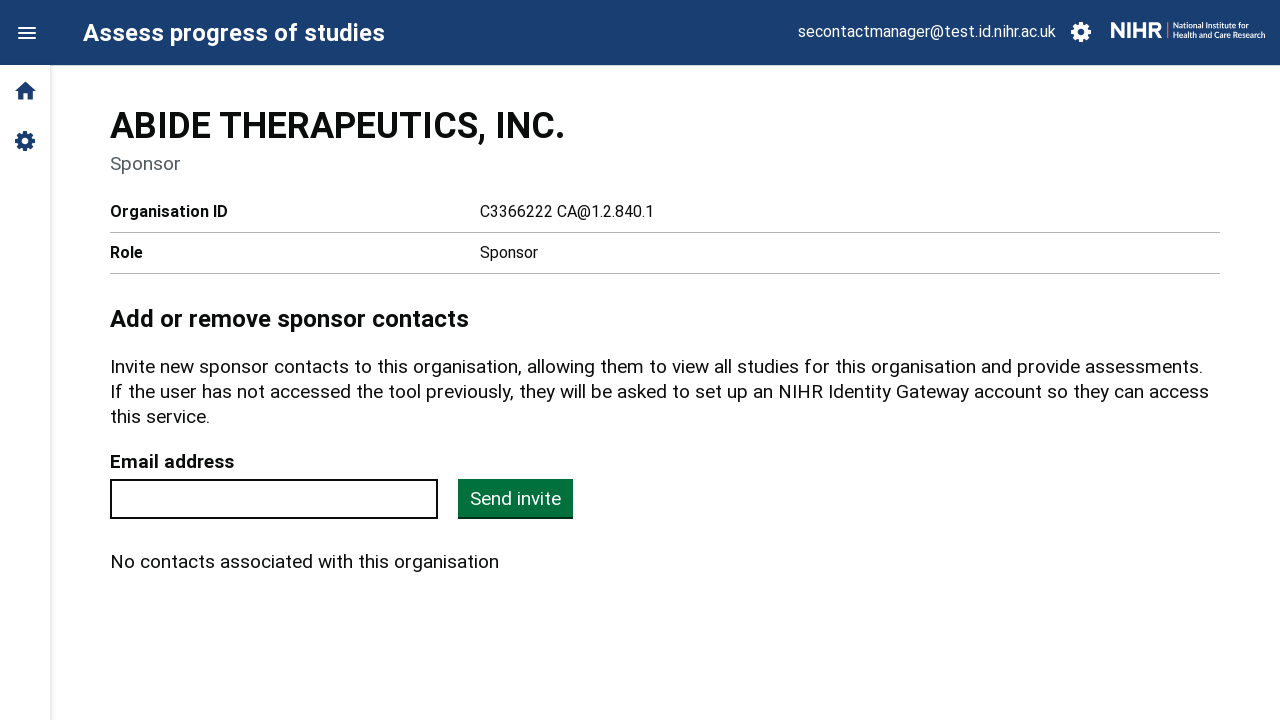 Assess progress of studies
secontactmanager@test.id.nihr.ac.uk
NIHR | National Institute for
Health and Care Research
ABIDE THERAPEUTICS, INC.
Sponsor
Organisation ID C3366222 CA@1.2.840.1
Role Sponsor
Add or remove sponsor contacts
Invite new sponsor contacts to this organisation, allowing them to view all studies for this organisation and provide assessments.
If the user has not accessed the tool previously, they will be asked to set up an NIHR Identity Gateway account so they can access
this service.
Email address
Send invite
No contacts associated with this organisation